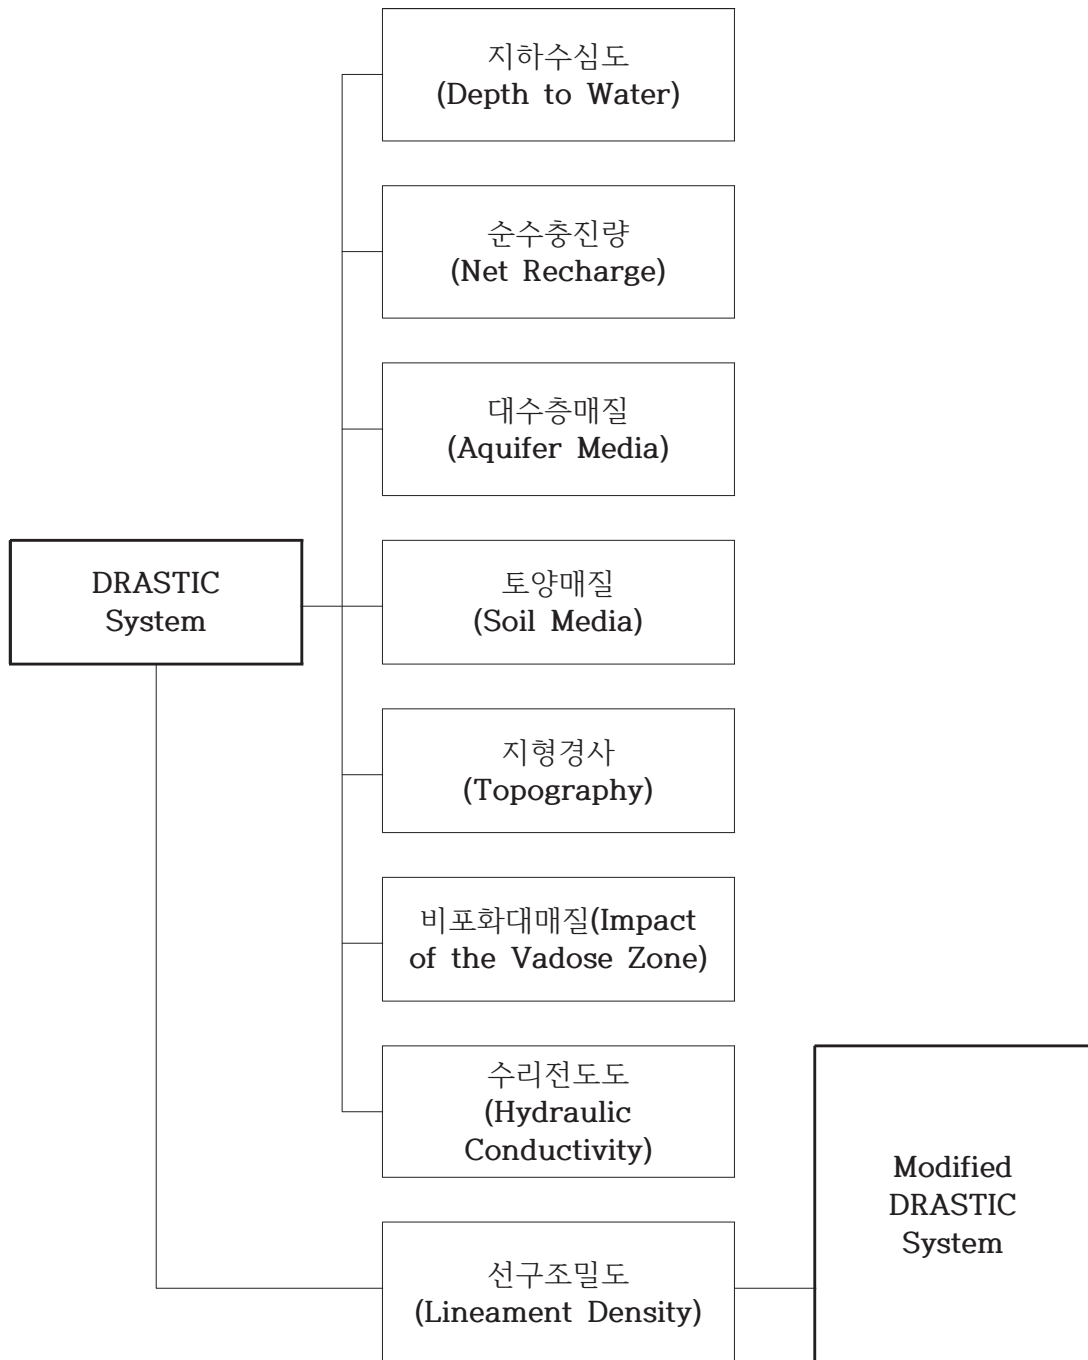 지하수심도
(Depth to Water)
순수충진량
(Net Recharge)
대수층매질
(Aquifer Media)
DRASTIC
System
토양매질
(Soil Media)
지형경사
(Topography)
비포화대매질(Impact
of the Vadose Zone)
수리전도도
(Hydraulic
Conductivity)
선구조밀도
(Lineament Density)
Modified
DRASTIC
System